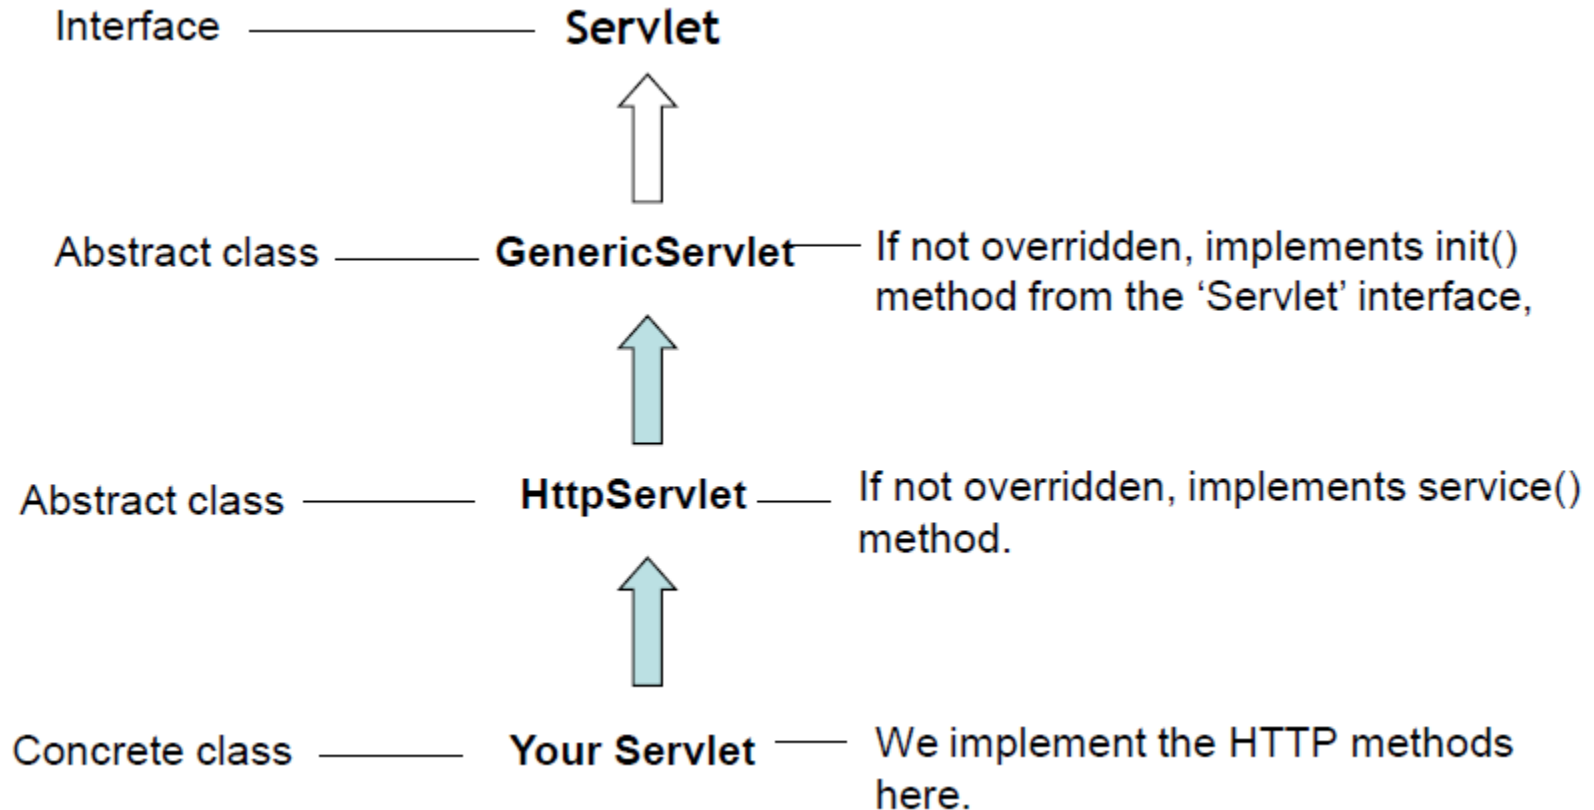 Interface Servlet
Abstract class GenericServlet If not overridden, implements init()
method from the ‘Servlet’ interface,
Abstract class HttpServlet If not overridden, implements service()
method.
Concrete class Your Servlet We implement the HTTP methods
here.